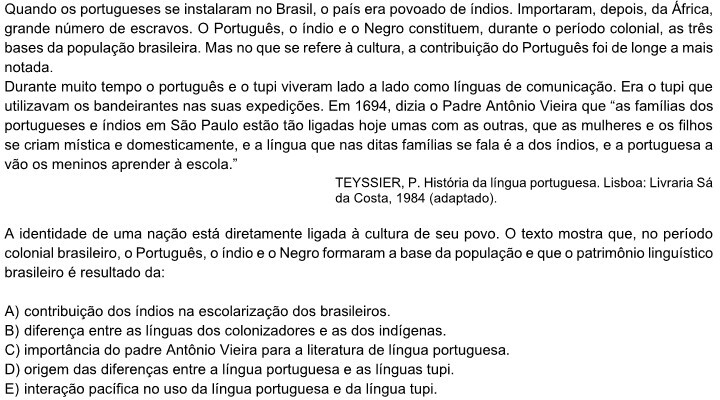 Quando os portugueses se instalaram no Brasil, o país era povoado de índios. Importaram, depois, da África,
grande número de escravos. O Português, o índio e o Negro constituem, durante o período colonial, as três
bases da população brasileira. Mas no que se refere à cultura, a contribuição do Português foi de longe a mais
notada.
Durante muito tempo o português e o tupi viveram lado a lado como línguas de comunicação. Era o tupi que
utilizavam os bandeirantes nas suas expedições. Em 1694, dizia o Padre Antônio Vieira que “as famílias dos
portugueses e índios em São Paulo estão tão ligadas hoje umas com as outras, que as mulheres e os filhos
se criam mística e domesticamente, e a língua que nas ditas famílias se fala é a dos índios, e a portuguesa a
vão os meninos aprender à escola.”
TEYSSIER, P. História da língua portuguesa. Lisboa: Livraria Sá
da Costa, 1984 (adaptado).
A identidade de uma nação está diretamente ligada à cultura de seu povo. O texto mostra que, no período
colonial brasileiro, o Português, o índio e o Negro formaram a base da população e que o patrimônio linguístico
brasileiro é resultado da:
A) contribuição dos índios na escolarização dos brasileiros.
B) diferença entre as línguas dos colonizadores e as dos indígenas.
C) importância do padre Antônio Vieira para a literatura de língua portuguesa.
D) origem das diferenças entre a língua portuguesa e as línguas tupi.
E) interação pacífica no uso da língua portuguesa e da língua tupi.